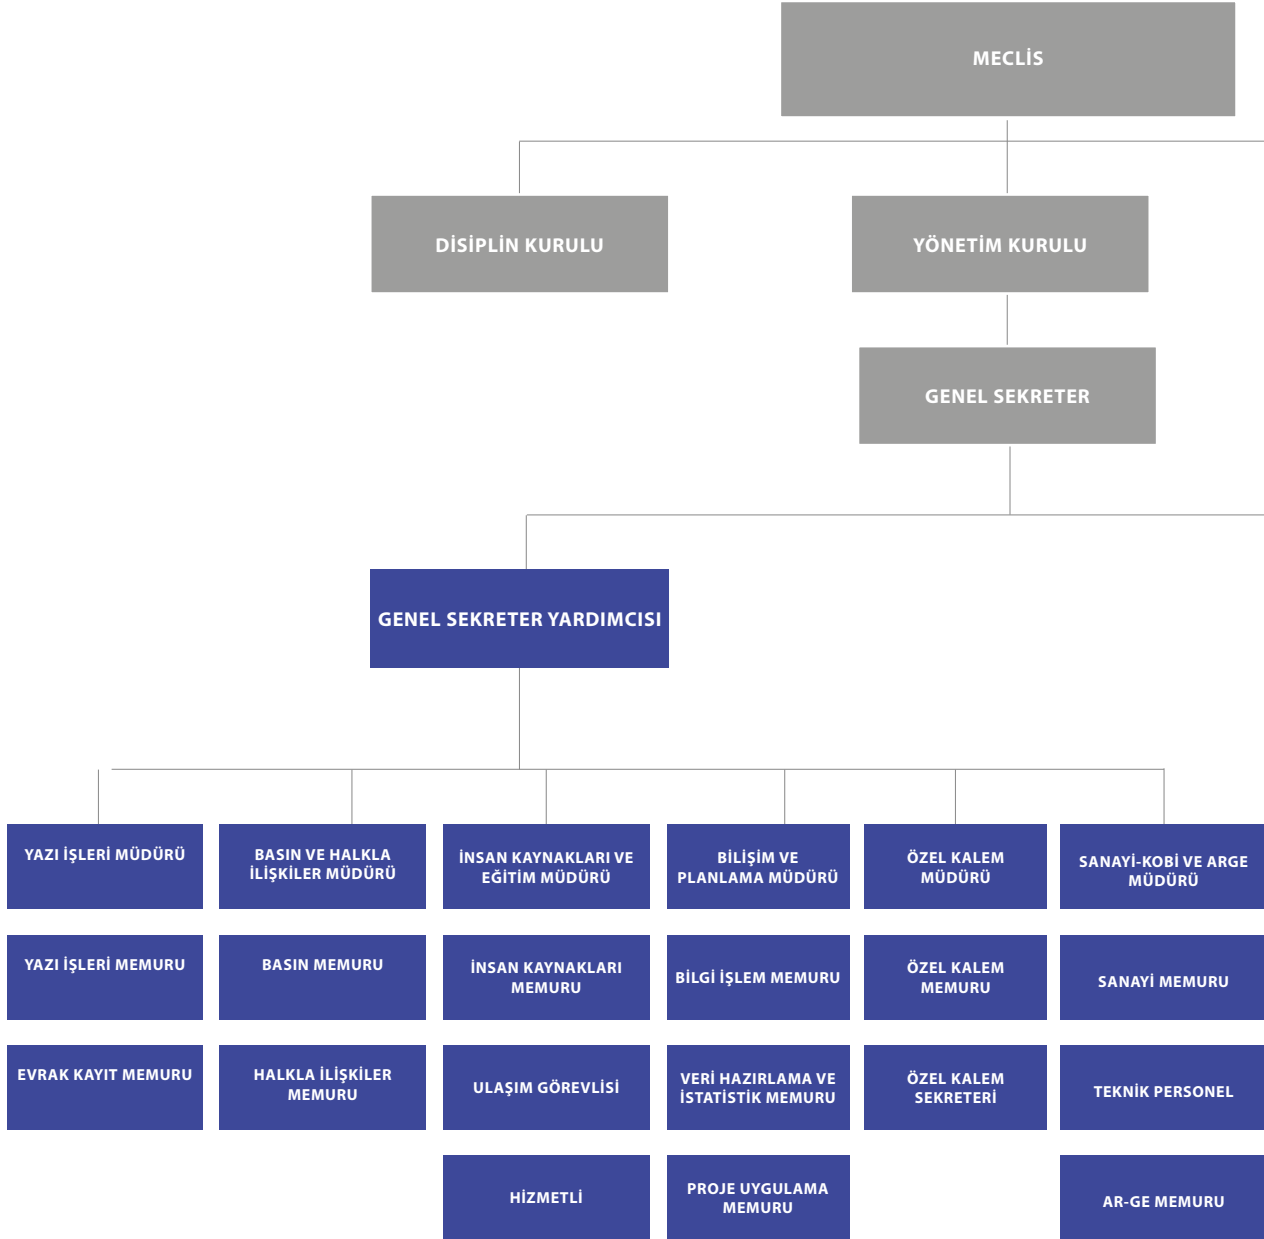 MECLİS
DİSİPLİN KURULU
YÖNETİM KURULU
GENEL SEKRETER
GENEL SEKRETER YARDIMCISI
YAZI İŞLERİ MÜDÜRÜ
BASIN VE HALKLA
İLİŞKİLER MÜDÜRÜ
İNSAN KAYNAKLARI VE
EĞİTİM MÜDÜRÜ
BİLİŞİM VE
PLANLAMA MÜDÜRÜ
ÖZEL KALEM
MÜDÜRÜ
SANAYİ-KOBİ VE ARGE
MÜDÜRÜ
YAZI İŞLERİ MEMURU
BASIN MEMURU
İNSAN KAYNAKLARI
MEMURU
BİLGİ İŞLEM MEMURU
ÖZEL KALEM
MEMURU
SANAYİ MEMURU
EVRAK KAYIT MEMURU
HALKLA İLİŞKİLER
MEMURU
ULAŞIM GÖREVLİSİ
VERİ HAZIRLAMA VE
İSTATİSTİK MEMURU
ÖZEL KALEM
SEKRETERİ
TEKNİK PERSONEL
HİZMETLİ
PROJE UYGULAMA
MEMURU
AR-GE MEMURU